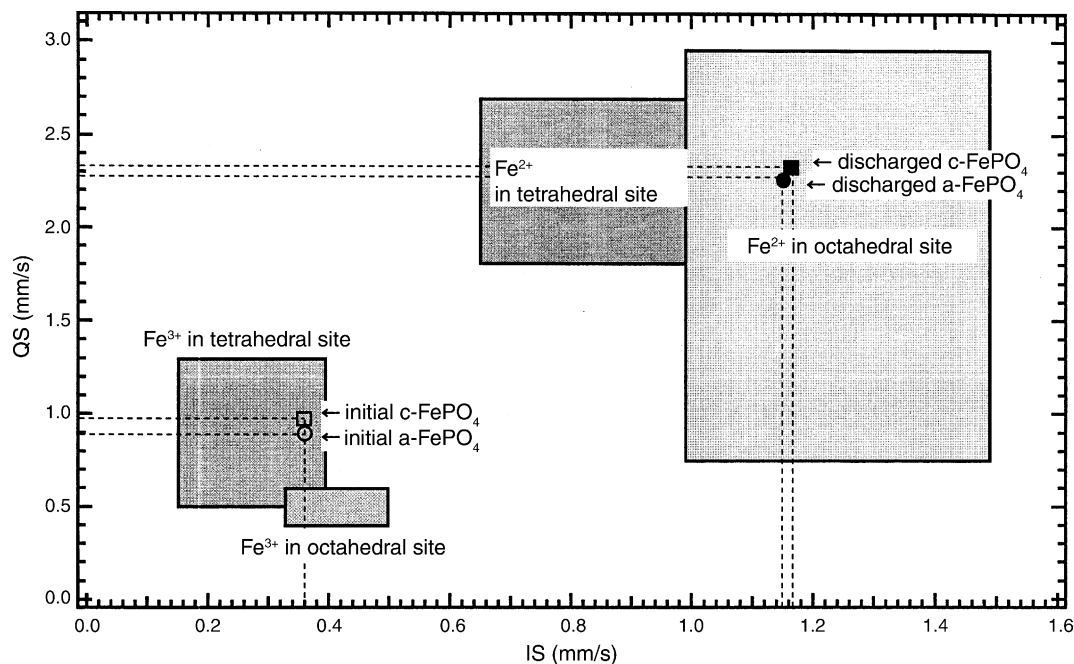 3.0
2.5
2.0
1.5
1.0
0.5
0.0
QS (mm/s)
Fe²⁺
in tetrahedral site
← discharged c-FePO₄
← discharged a-FePO₄
Fe²⁺ in octahedral site
Fe³⁺ in tetrahedral site
← initial c-FePO₄
← initial a-FePO₄
Fe³⁺ in octahedral site
0.0 0.2 0.4 0.6 0.8 1.0 1.2 1.4 1.6
IS (mm/s)